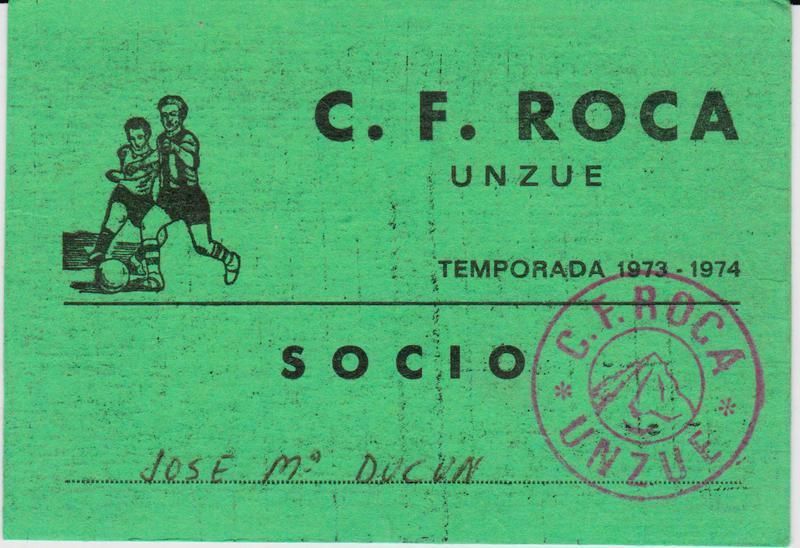 C. F. ROCA
UNZUE
TEMPORADA 1973 - 1974
SOCIO
C. F. ROCA
* UNZUE *
JOSE Mª DUCUN